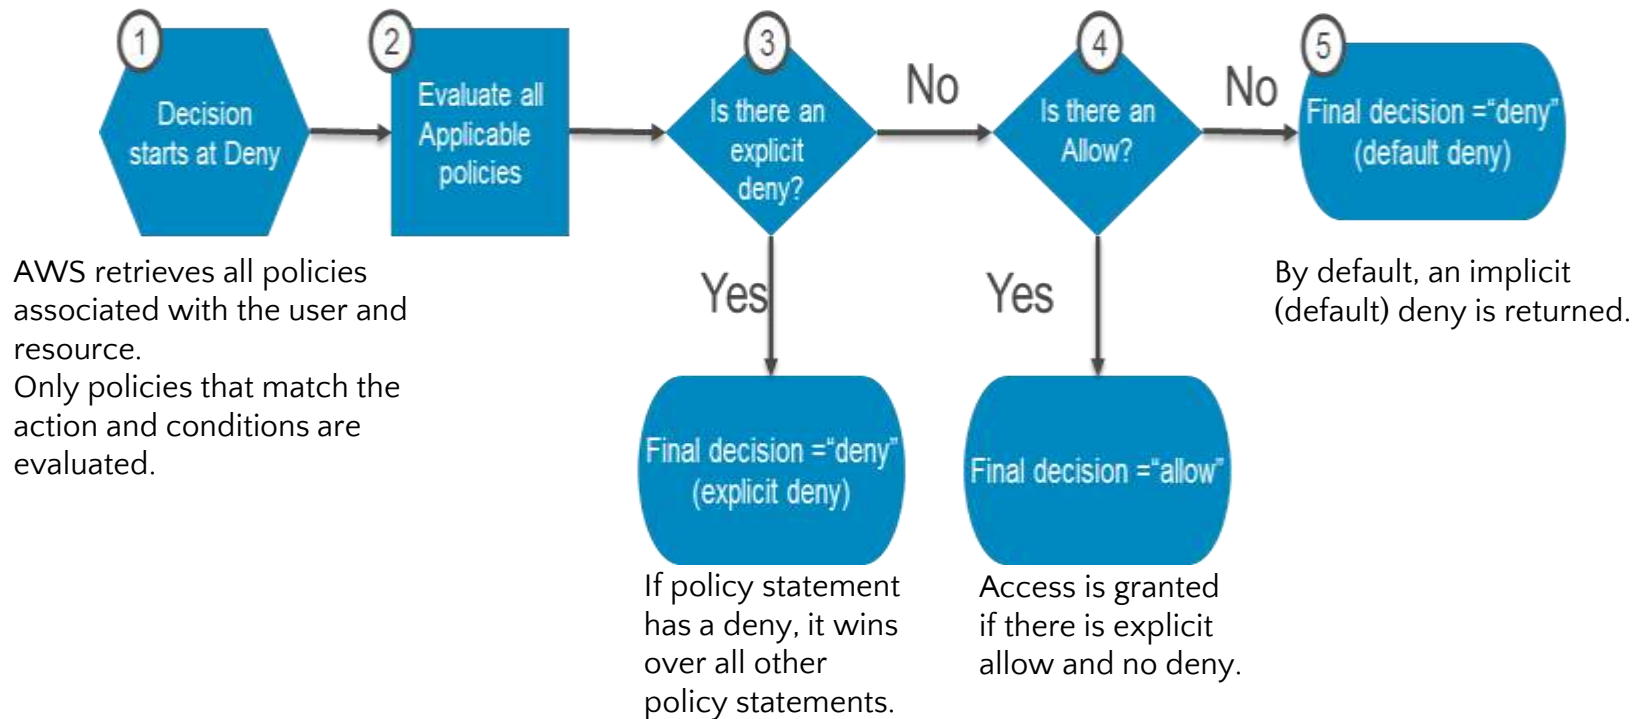 1
Decision
starts at Deny
2
Evaluate all
Applicable
policies
3
Is there an
explicit
deny?
No
4
Is there an
Allow?
No
5
Final decision =“deny”
(default deny)
AWS retrieves all policies
associated with the user and
resource.
Only policies that match the
action and conditions are
evaluated.
Yes
Yes
By default, an implicit
(default) deny is returned.
Final decision =“deny”
(explicit deny)
Final decision =“allow”
If policy statement
has a deny, it wins
over all other
policy statements.
Access is granted
if there is explicit
allow and no deny.